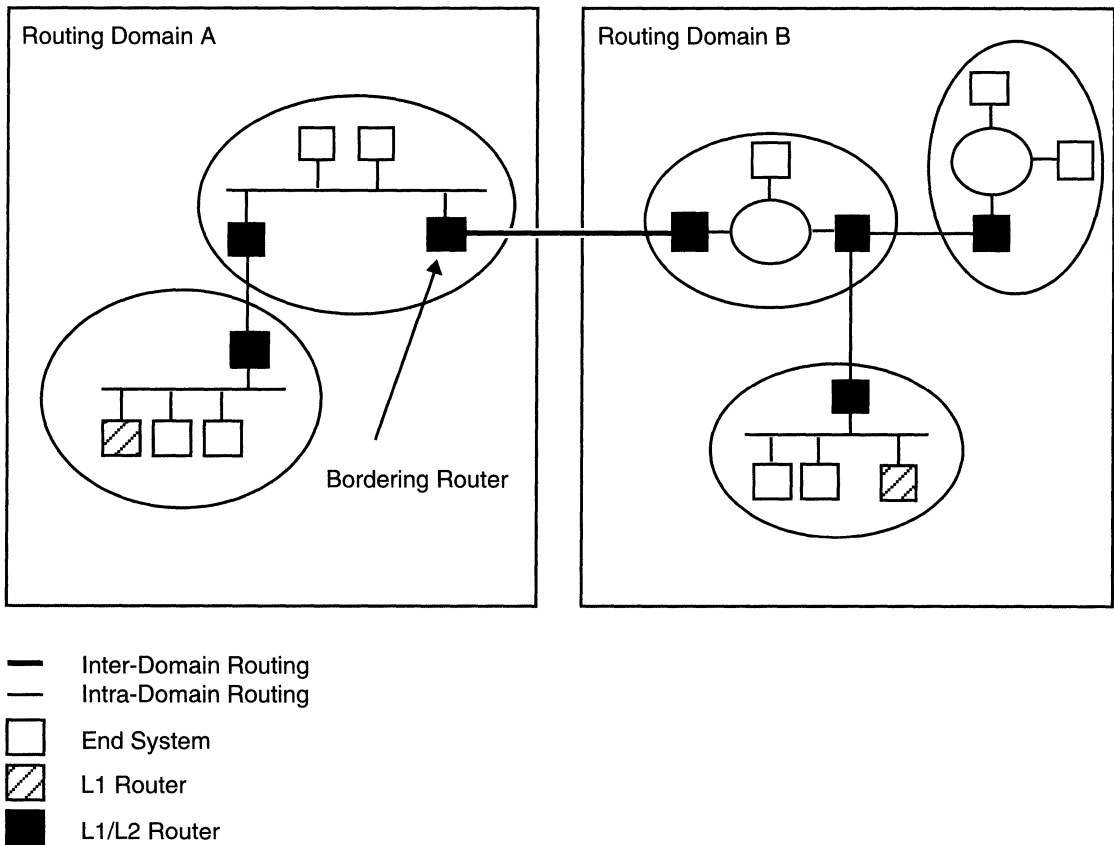 Routing Domain A
Routing Domain B
Bordering Router
Inter-Domain Routing
Intra-Domain Routing
End System
L1 Router
L1/L2 Router